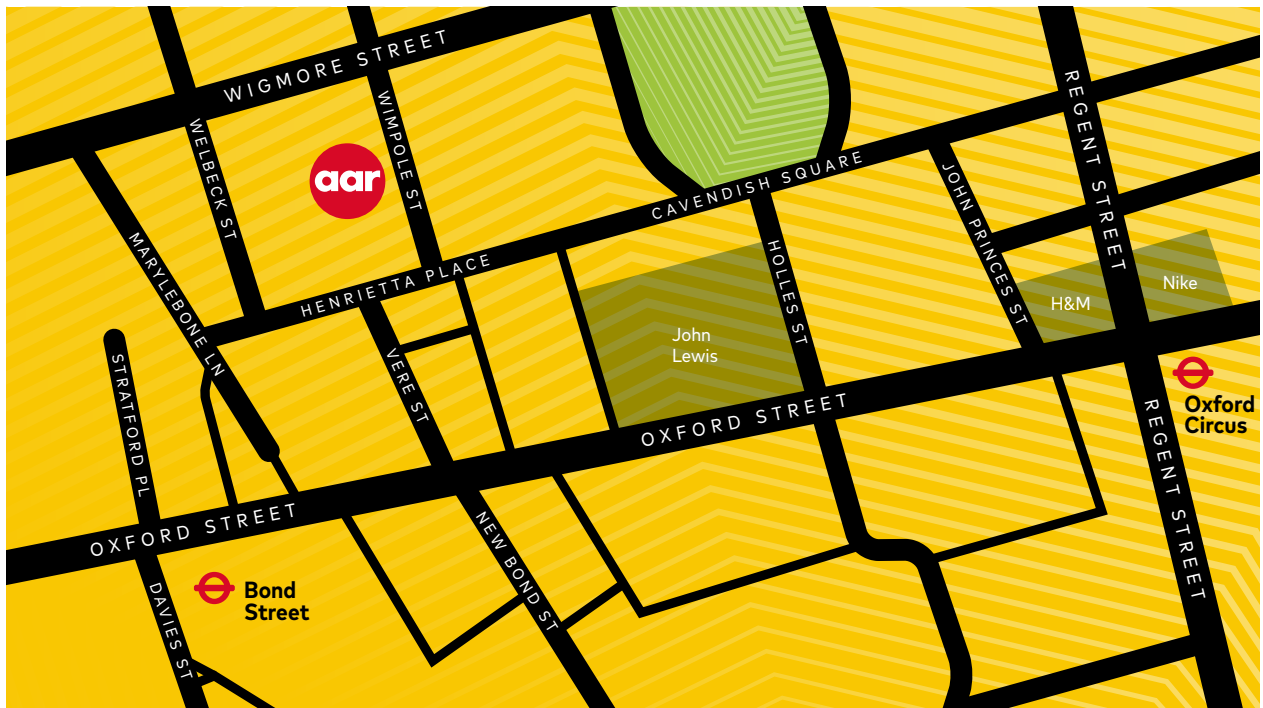 WIGMORE STREET
WELBECK ST
WIMPOLE ST
aar
MARYLEBONE LN
HENRIETTA PLACE
CAVENDISH SQUARE
REGENT STREET
JOHN PRINCES ST
HOLLES ST
H&M
Nike
John
Lewis
STRATFORD PL
VERE ST
OXFORD STREET
Oxford
Circus
REGENT STREET
OXFORD STREET
NEW BOND ST
Bond
Street
DAVIES ST